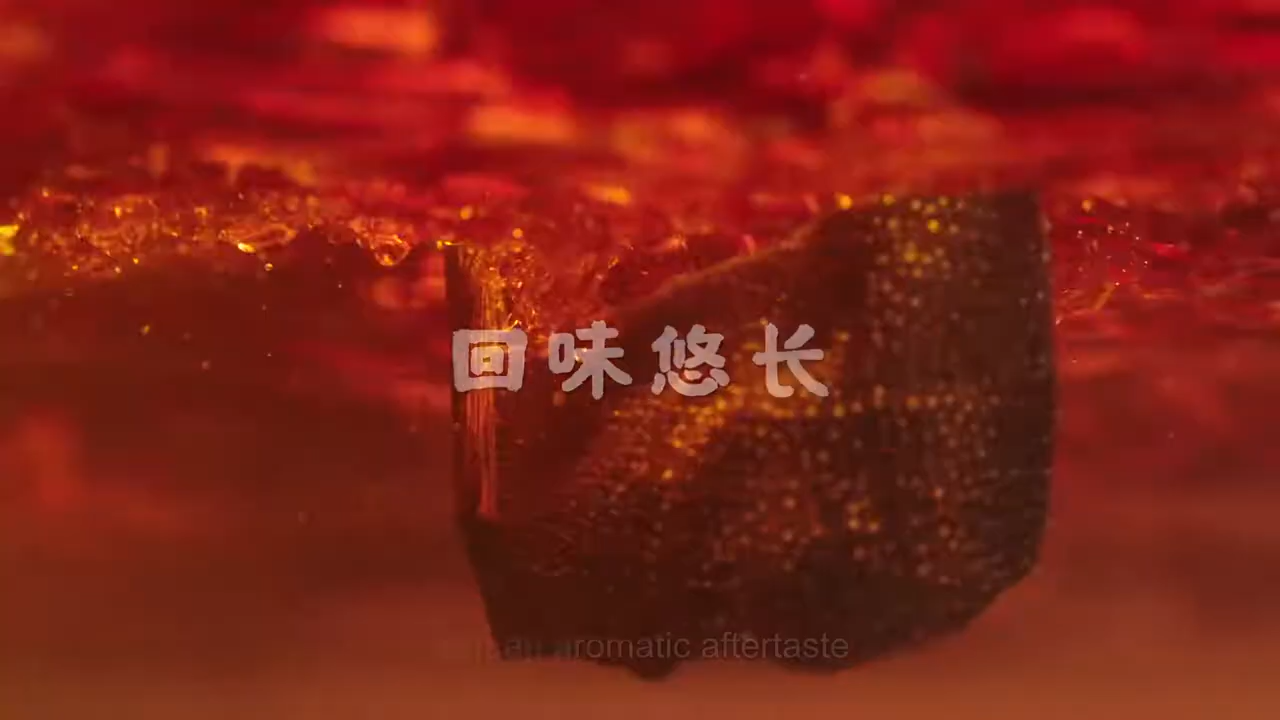 回味悠长
aromatic aftertaste